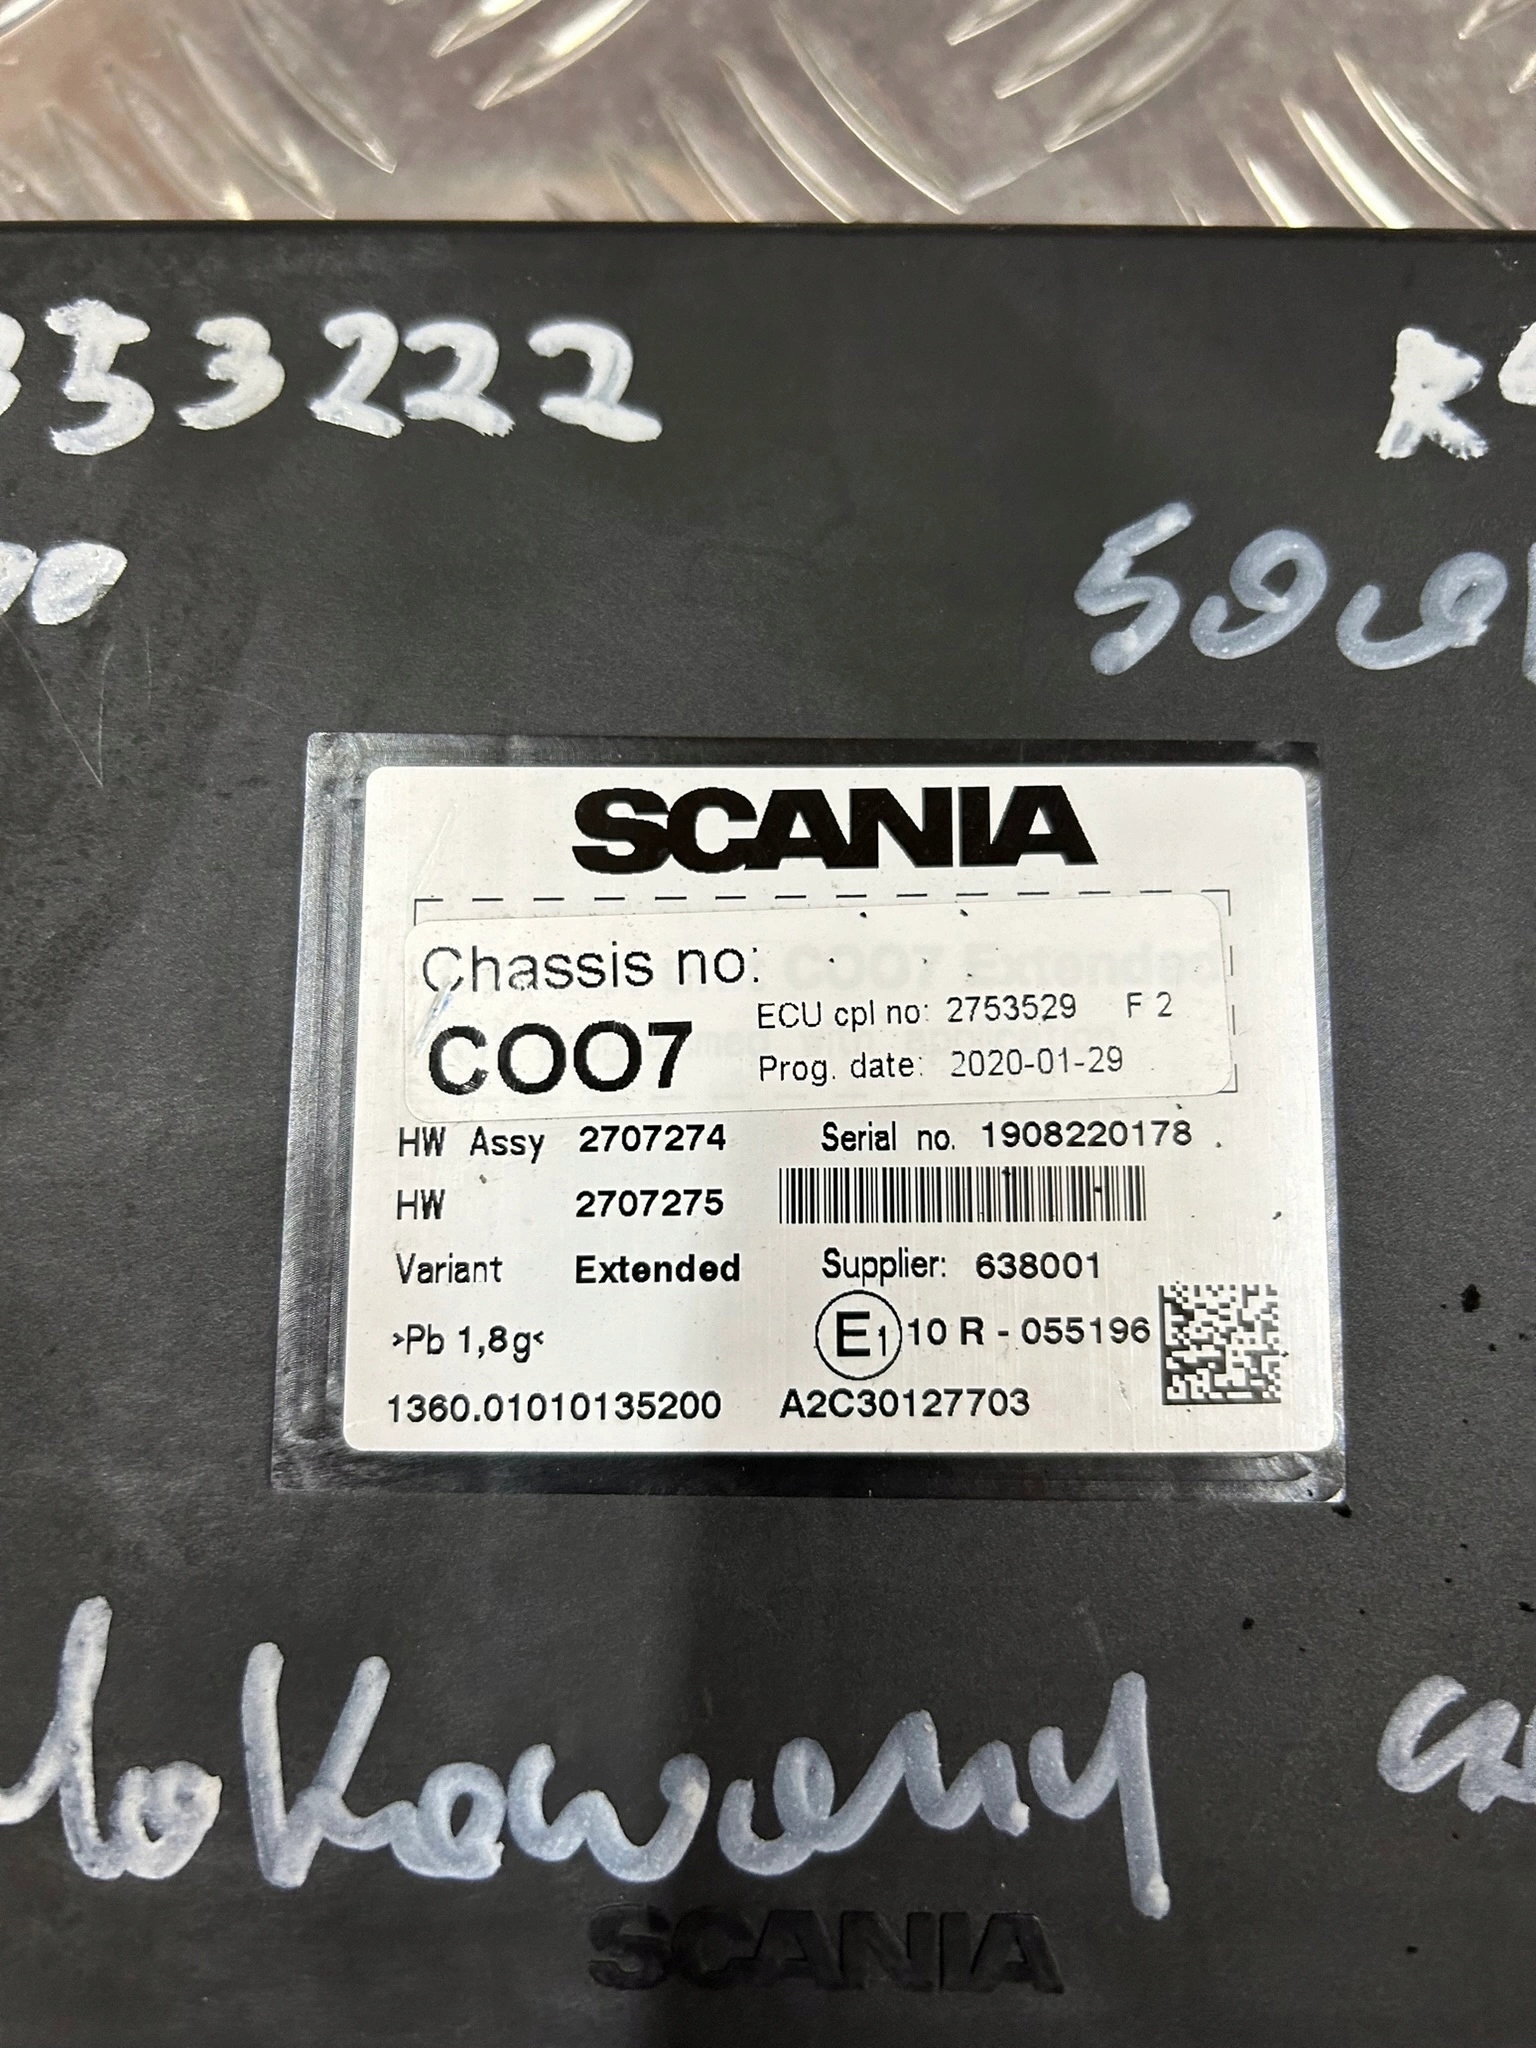 353222
SCANIA
Chassis no:
COO7
ECU cpl no: 2753529 F 2
Prog. date: 2020-01-29
HW Assy 2707274
Serial no. 1908220178
HW 2707275
Variant Extended
Supplier: 638001
>Pb 1,8g<
E1 10 R - 055196
1360.01010135200
A2C30127703
SCANIA